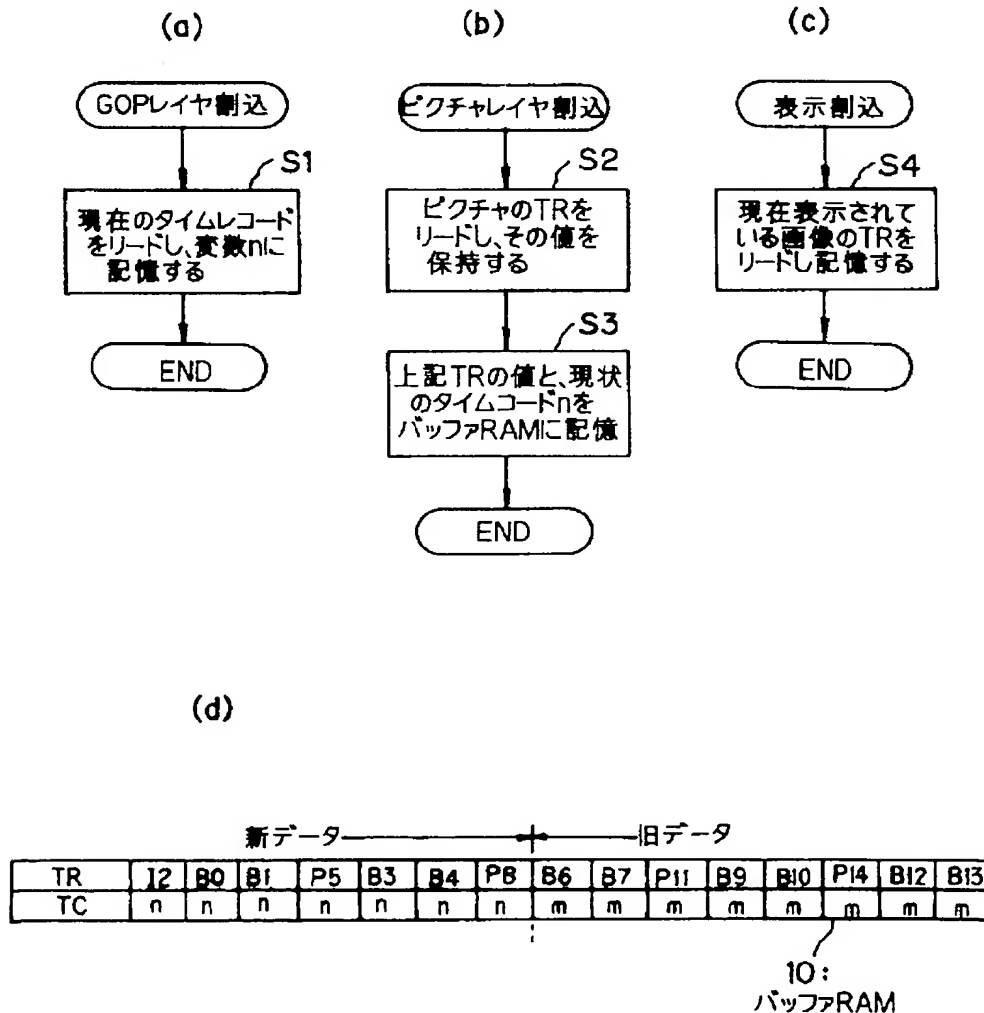 (a)
GOPレイヤ割込
S1
現在のタイムレコード
をリードし、変数nに
記憶する
END
(b)
ピクチャレイヤ割込
S2
ピクチャのTRを
リードし、その値を
保持する
S3
上記TRの値と、現状
のタイムコードnを
バッファRAMに記憶
END
(c)
表示割込
S4
現在表示されて
いる画像のTRを
リードし記憶する
END
(d)
新データ 旧データ
TR I2 B0 B1 P5 B3 B4 P8 B6 B7 P11 B9 B10 P14 B12 B13
TC n n n n n n n m m m m m m m m
10:
バッファRAM